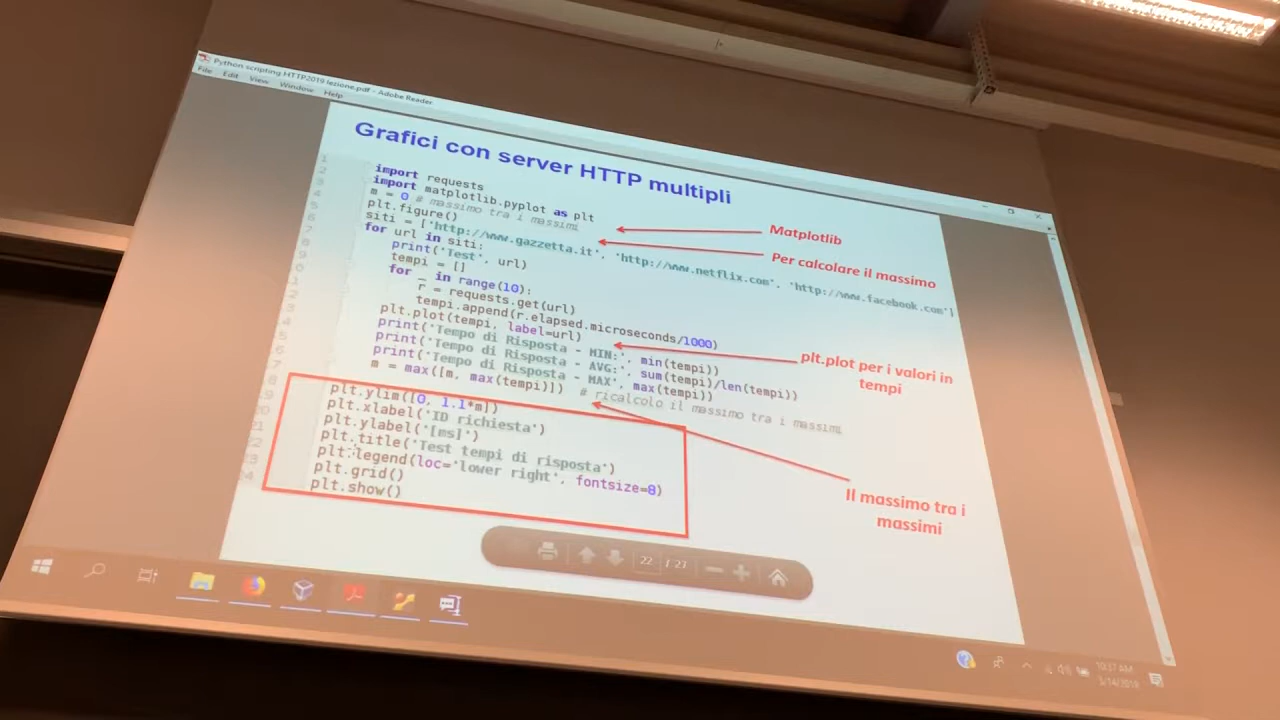 Python scripting HTTP2019 lezione.pdf - Adobe Reader
File Edit View Window Help
Grafici con server HTTP multipli
import requests
import matplotlib.pyplot as plt
m = 0 # massimo tra i massimi
plt.figure()
siti = ['http://www.gazzetta.it', 'http://www.netflix.com', 'http://www.facebook.com']
for url in siti:
print('Test', url)
tempi = []
for _ in range(10):
r = requests.get(url)
tempi.append(r.elapsed.microseconds/1000)
plt.plot(tempi, label=url)
print('Tempo di Risposta - MIN:', min(tempi))
print('Tempo di Risposta - AVG:', sum(tempi)/len(tempi))
print('Tempo di Risposta - MAX', max(tempi))
m = max([m, max(tempi)]) # ricalcolo il massimo tra i massimi
plt.ylim([0, 1.1*m])
plt.xlabel('ID richiesta')
plt.ylabel('[ms]')
plt.title('Test tempi di risposta')
plt.legend(loc='lower right', fontsize=8)
plt.grid()
plt.show()
Matplotlib
Per calcolare il massimo
plt.plot per i valori in
tempi
Il massimo tra i
massimi
22 / 27
10:37 AM
3/14/2019